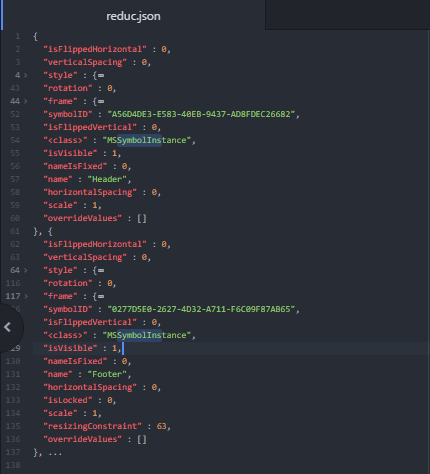 reduc.json
1 {
2 "isFlippedHorizontal" : 0,
3 "verticalSpacing" : 0,
4 "style" : {
43 "rotation" : 0,
44 "frame" : {
52 "symbolID" : "A56D4DE3-E583-40EB-9437-AD8FDEC26682",
53 "isFlippedVertical" : 0,
54 "<class>" : "MSSymbolInstance",
55 "isVisible" : 1,
56 "nameIsFixed" : 0,
57 "name" : "Header",
58 "horizontalSpacing" : 0,
59 "scale" : 1,
60 "overrideValues" : []
61 }, {
62 "isFlippedHorizontal" : 0,
63 "verticalSpacing" : 0,
64 "style" : {
116 "rotation" : 0,
117 "frame" : {
"symbolID" : "0277D5E0-2627-4D32-A711-F6C09F87AB65",
"isFlippedVertical" : 0,
"<class>" : "MSSymbolInstance",
"isVisible" : 1,
130 "nameIsFixed" : 0,
131 "name" : "Footer",
132 "horizontalSpacing" : 0,
133 "isLocked" : 0,
134 "scale" : 1,
135 "resizingConstraint" : 63,
136 "overrideValues" : []
137 }, ...
138